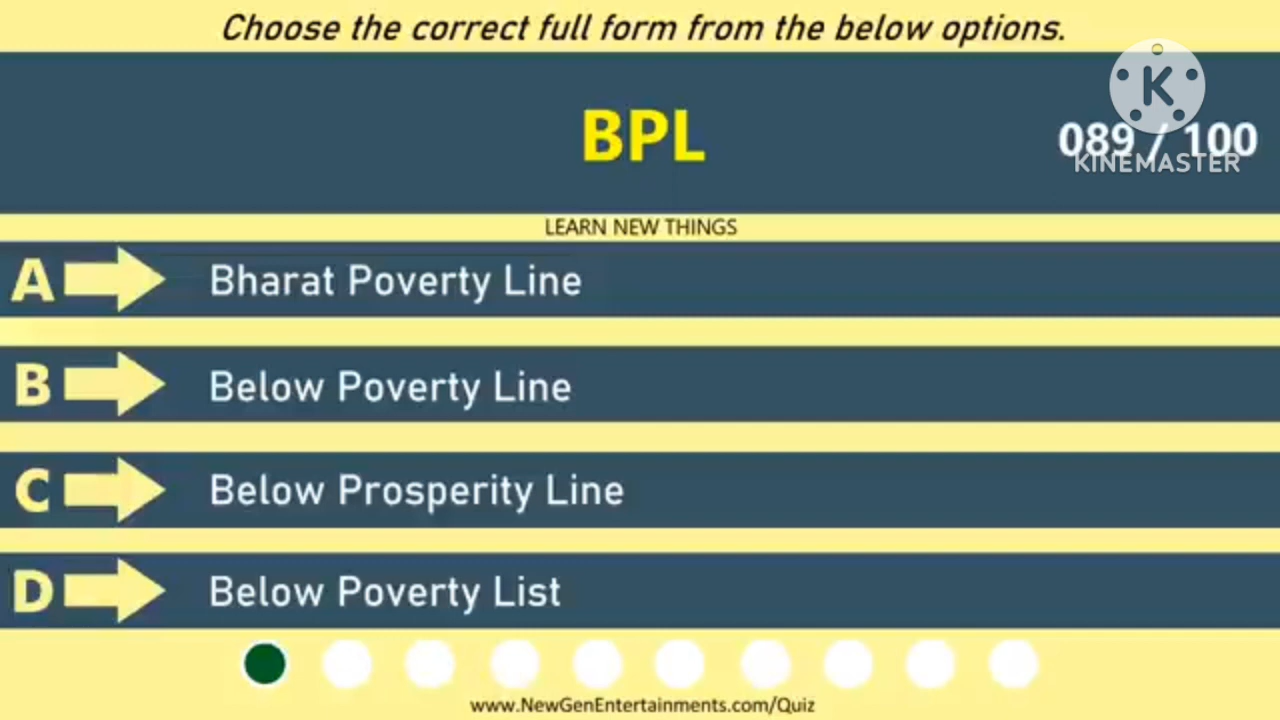 Choose the correct full form from the below options.
BPL
089 / 100
K
KINEMASTER
LEARN NEW THINGS
A Bharat Poverty Line
B Below Poverty Line
C Below Prosperity Line
D Below Poverty List
www.NewGenEntertainments.com/Quiz